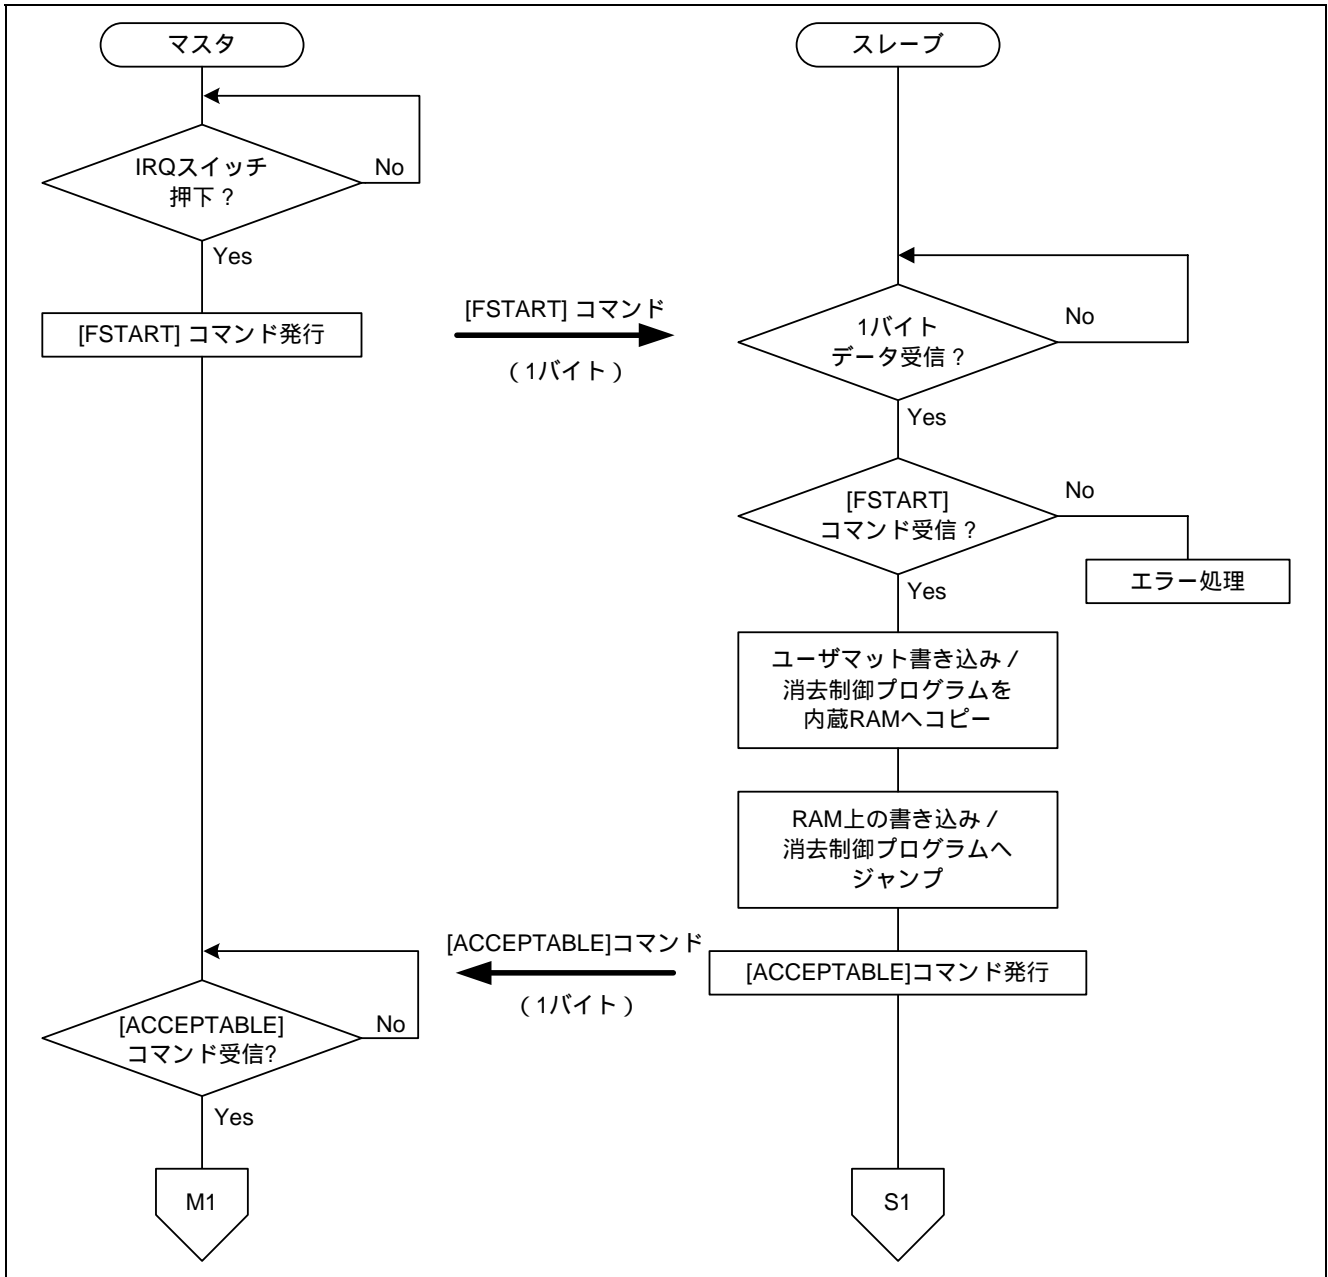 マスタ
スレーブ
IRQスイッチ
押下？
No
Yes
[FSTART] コマンド発行
[FSTART] コマンド
（1バイト）
1バイト
データ受信？
No
Yes
[FSTART]
コマンド受信？
No
エラー処理
Yes
ユーザマット書き込み／
消去制御プログラムを
内蔵RAMへコピー
RAM上の書き込み／
消去制御プログラムへ
ジャンプ
[ACCEPTABLE]コマンド
（1バイト）
[ACCEPTABLE]コマンド発行
[ACCEPTABLE]
コマンド受信?
No
Yes
M1
S1